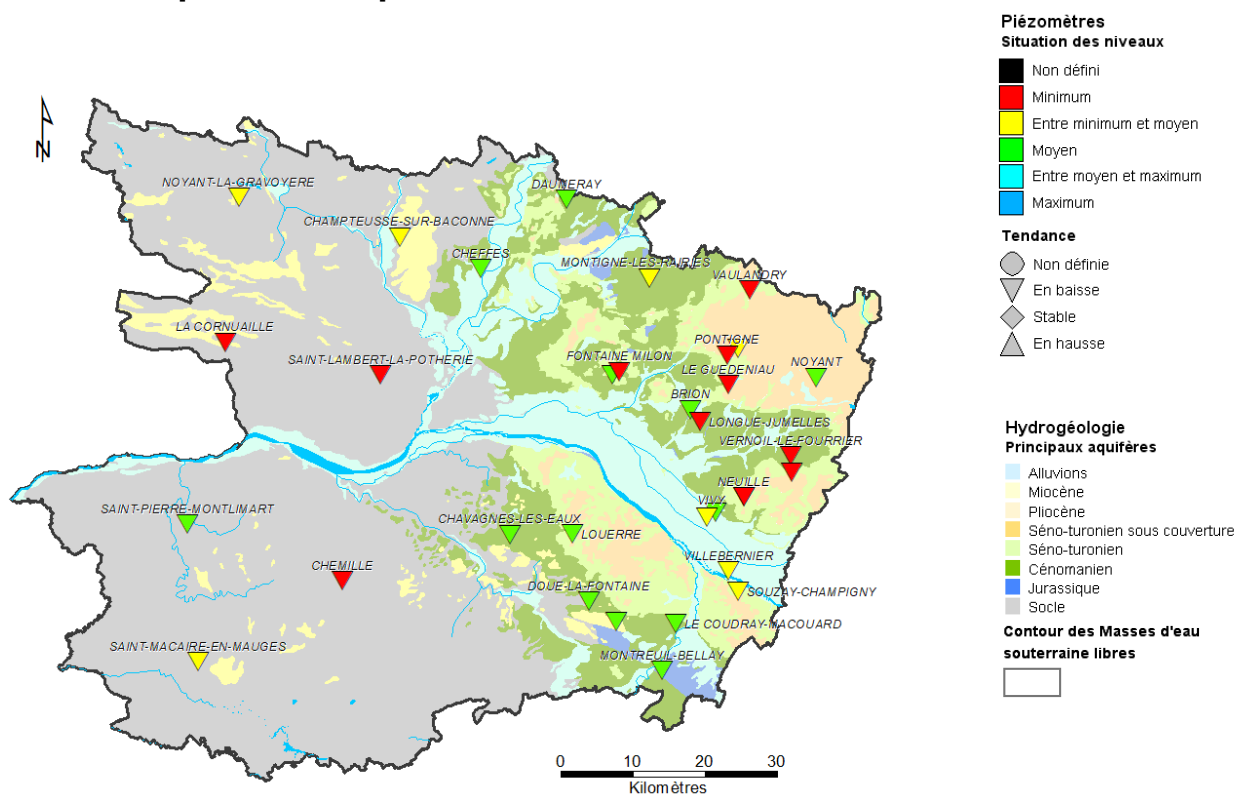 Piézomètres
Situation des niveaux
Non défini
Minimum
Entre minimum et moyen
Moyen
Entre moyen et maximum
Maximum
Tendance
Non définie
En baisse
Stable
En hausse
Hydrogéologie
Principaux aquifères
Alluvions
Miocène
Pliocène
Séno-turonien sous couverture
Séno-turonien
Cénomanien
Jurassique
Socle
Contour des Masses d'eau
souterraine libres
N
NOYANT-LA-GRAVOYERE
DAUMERAY
CHAMPTEUSSE-SUR-BACONNE
CHEFFES
MONTIGNE-LES-RAIRIES
VAULANDRY
LA CORNUAILLE
SAINT-LAMBERT-LA-POTHERIE
FONTAINE MILON
PONTIGNE
LE GUEDENIAU
NOYANT
BRION
LONGUE-JUMELLES
VERNOIL-LE-FOURRIER
NEUILLE
VIVY
SAINT-PIERRE-MONTLIMART
CHAVAGNES-LES-EAUX
LOUERRE
VILLEBERNIER
CHEMILLE
DOUE-LA-FONTAINE
SOUZAY-CHAMPIGNY
LE COUDRAY-MACOUARD
SAINT-MACAIRE-EN-MAUGES
MONTREUIL-BELLAY
0 10 20 30
Kilomètres